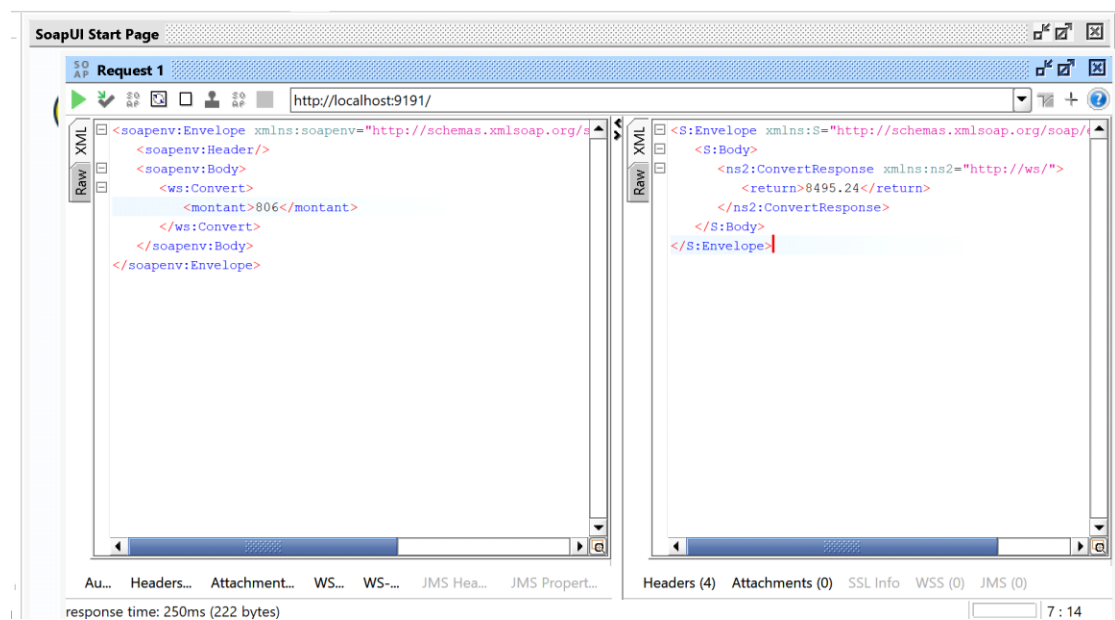 SoapUI Start Page
SO AP Request 1
http://localhost:9191/
XML
Raw
<soapenv:Envelope xmlns:soapenv="http://schemas.xmlsoap.org/s
<soapenv:Header/>
<soapenv:Body>
<ws:Convert>
<montant>806</montant>
</ws:Convert>
</soapenv:Body>
</soapenv:Envelope>
XML
Raw
<S:Envelope xmlns:S="http://schemas.xmlsoap.org/soap/e
<S:Body>
<ns2:ConvertResponse xmlns:ns2="http://ws/">
<return>8495.24</return>
</ns2:ConvertResponse>
</S:Body>
</S:Envelope>
Au... Headers... Attachment... WS... WS-... JMS Hea... JMS Propert...
Headers (4) Attachments (0) SSL Info WSS (0) JMS (0)
response time: 250ms (222 bytes) 7 : 14